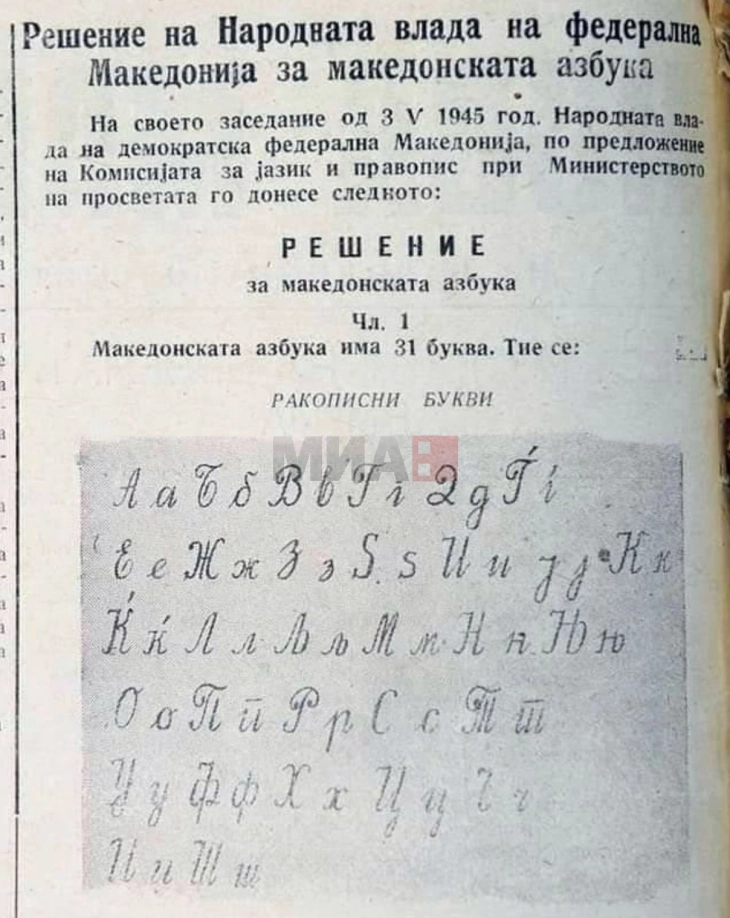 Решение на Народната влада на федерална
Македонија за македонската азбука
На своето заседание од 3 V 1945 год. Народната вла-
да на демократска федерална Македонија, по предложение
на Комисијата за јазик и правопис при Министерството
на просветата го донесе следното:
РЕШЕНИЕ
за македонската азбука
Чл. 1
Македонската азбука има 31 буква. Тие се:
РАКОПИСНИ БУКВИ
МИА
А а Б б В в Г г Д д Ѓ ѓ
Е е Ж ж З з Ѕ ѕ И и Ј ј К к
Ќ ќ Л л Љ љ М м Н н Њ њ
О о П п Р р С с Т т
У у Ф ф Х х Ц ц Ч ч
Џ џ Ш ш